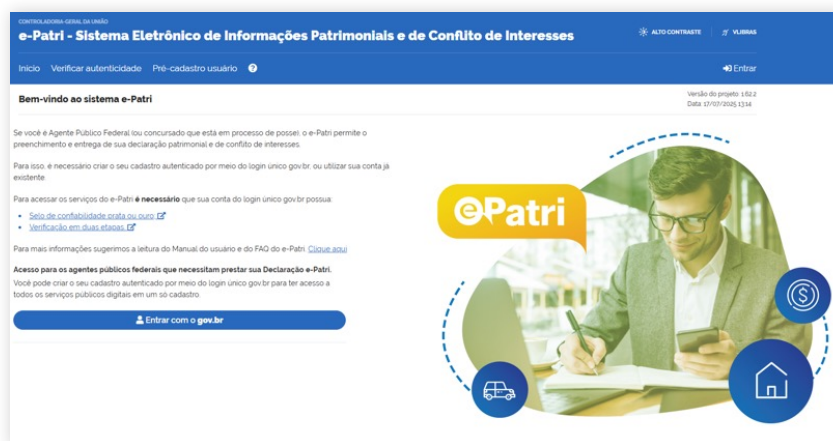 CONTROLADORIA-GERAL DA UNIÃO
e-Patri - Sistema Eletrônico de Informações Patrimoniais e de Conflito de Interesses
ALTO CONTRASTE
VLIBRAS
Início Verificar autenticidade Pré-cadastro usuário ?
Entrar
Bem-vindo ao sistema e-Patri
Versão do projeto: 1.82.2
Data: 17/07/2025 13:14
Se você é Agente Público Federal (ou concursado que está em processo de posse), o e-Patri permite o
preenchimento e entrega de sua declaração patrimonial e de conflito de interesses.
Para isso, é necessário criar o seu cadastro autenticado por meio do login único gov.br, ou utilizar sua conta já
existente.
Para acessar os serviços do e-Patri é necessário que sua conta do login único gov.br possua:
Selo de confiabilidade prata ou ouro
Verificação em duas etapas
Para mais informações sugerimos a leitura do Manual do usuário e do FAQ do e-Patri. Clique aqui
Acesso para os agentes públicos federais que necessitam prestar sua Declaração e-Patri.
Você pode criar o seu cadastro autenticado por meio do login único gov.br para ter acesso a
todos os serviços públicos digitais em um só cadastro.
Entrar com o gov.br
ePatri
$